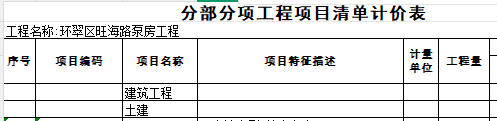 分部分项工程项目清单计价表
工程名称:环翠区旺海路泵房工程
序号 项目编码 项目名称 项目特征描述 计量单位 工程量
建筑工程
土建